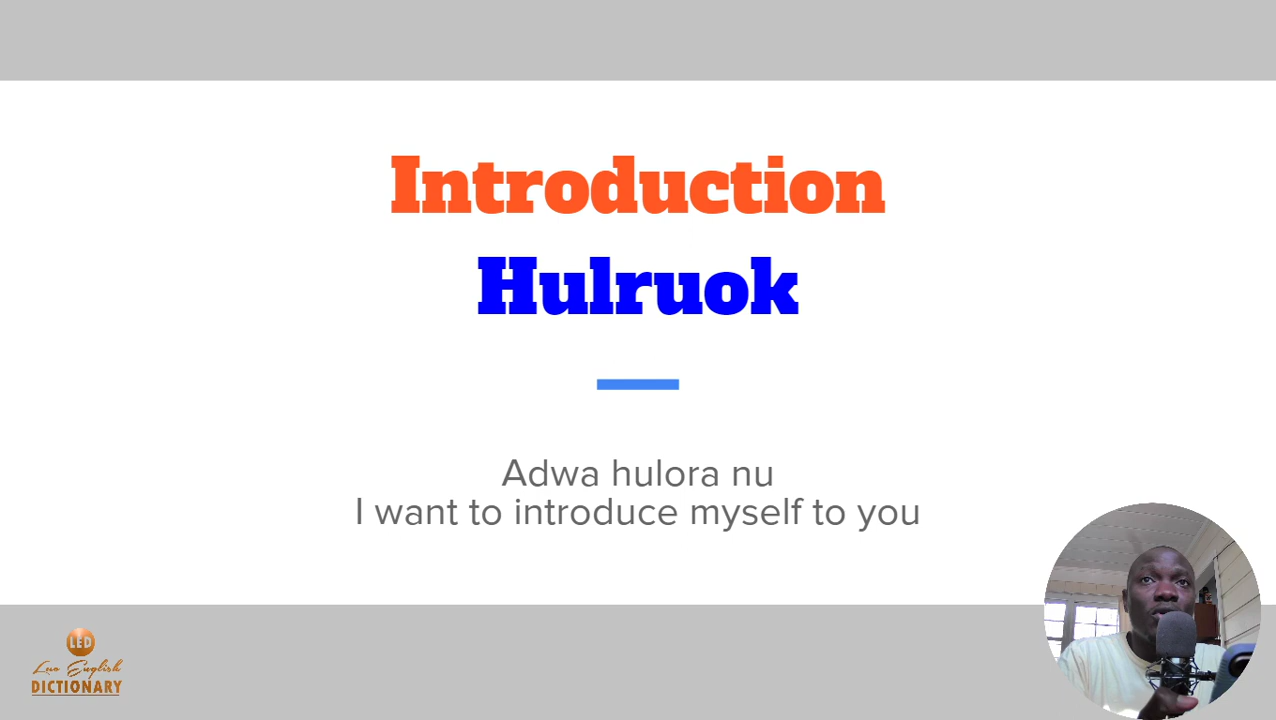 Introduction
Hulruok
Adwa hulora nu
I want to introduce myself to you
LED
Luo English
DICTIONARY